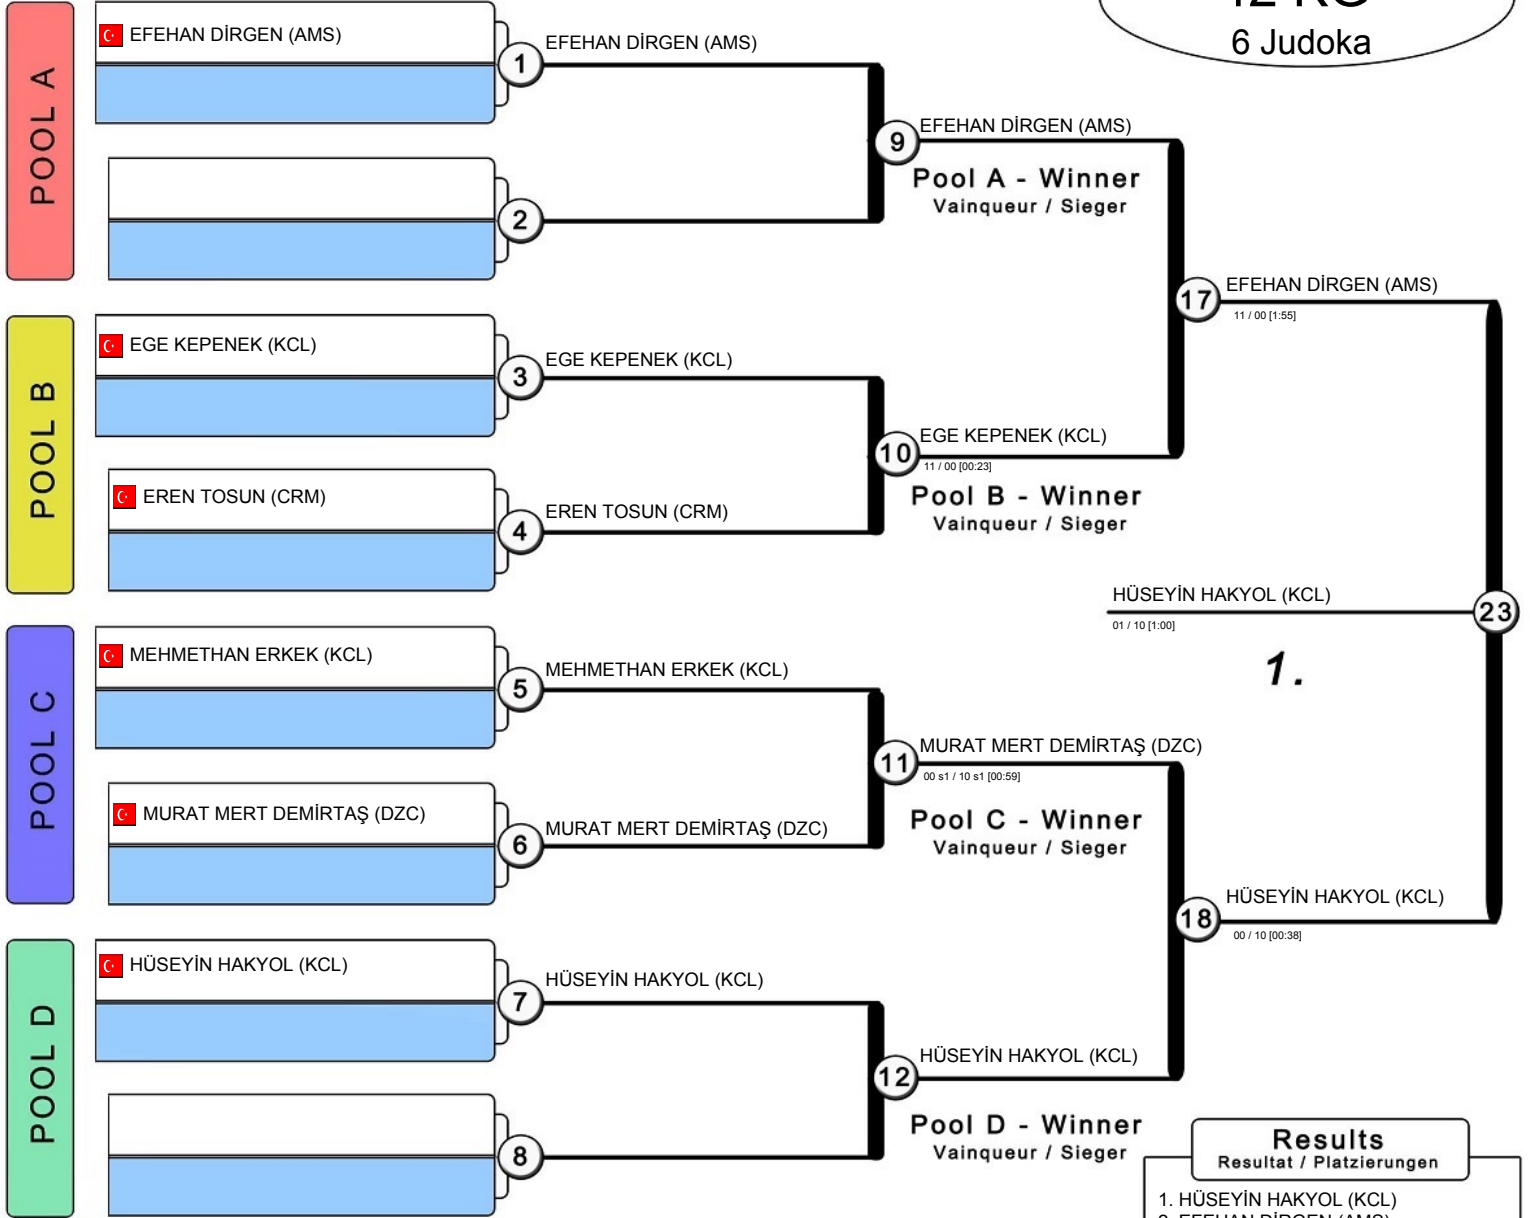 6 Judoka
POOL A
EFEHAN DİRGEN (AMS)
1
EFEHAN DİRGEN (AMS)
2
9
EFEHAN DİRGEN (AMS)
Pool A - Winner
Vainqueur / Sieger
17
EFEHAN DİRGEN (AMS)
11 / 00 [1:55]
POOL B
EGE KEPENEK (KCL)
3
EGE KEPENEK (KCL)
EREN TOSUN (CRM)
4
EREN TOSUN (CRM)
10
EGE KEPENEK (KCL)
11 / 00 [00:23]
Pool B - Winner
Vainqueur / Sieger
HÜSEYİN HAKYOL (KCL)
01 / 10 [1:00]
23
1.
POOL C
MEHMETHAN ERKEK (KCL)
5
MEHMETHAN ERKEK (KCL)
MURAT MERT DEMİRTAŞ (DZC)
6
MURAT MERT DEMİRTAŞ (DZC)
11
MURAT MERT DEMİRTAŞ (DZC)
00 s1 / 10 s1 [00:59]
Pool C - Winner
Vainqueur / Sieger
18
HÜSEYİN HAKYOL (KCL)
00 / 10 [00:38]
POOL D
HÜSEYİN HAKYOL (KCL)
7
HÜSEYİN HAKYOL (KCL)
8
12
HÜSEYİN HAKYOL (KCL)
Pool D - Winner
Vainqueur / Sieger
Results
Resultat / Platzierungen
1. HÜSEYİN HAKYOL (KCL)
2. EFEHAN DİRGEN (AMS)